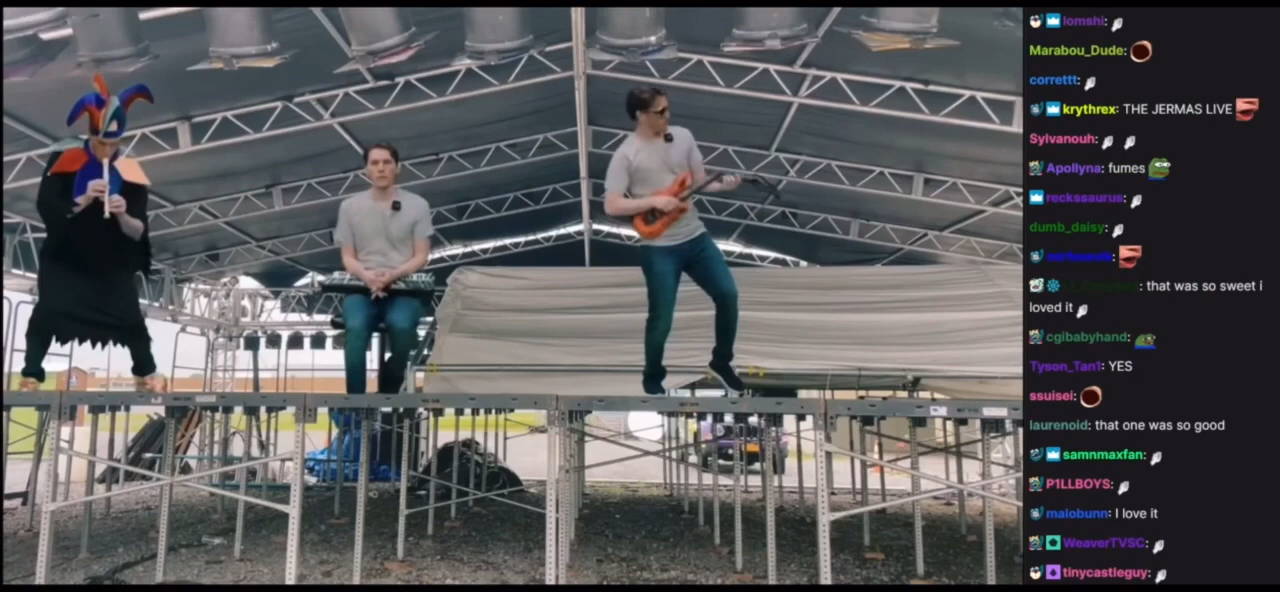 lomshi:
Marabou_Dude:
correttt:
krythrex: THE JERMAS LIVE
Sylvanouh:
Apollyna: fumes
reckssaurus:
dumb_daisy:
: that was so sweet i
loved it
cgibabyhand:
Tyson_Tan1: YES
ssuisei:
laurenoid: that one was so good
samnmaxfan:
P1LLBOYS:
malobunn: I love it
WeaverTVSC:
tinycastleguy: